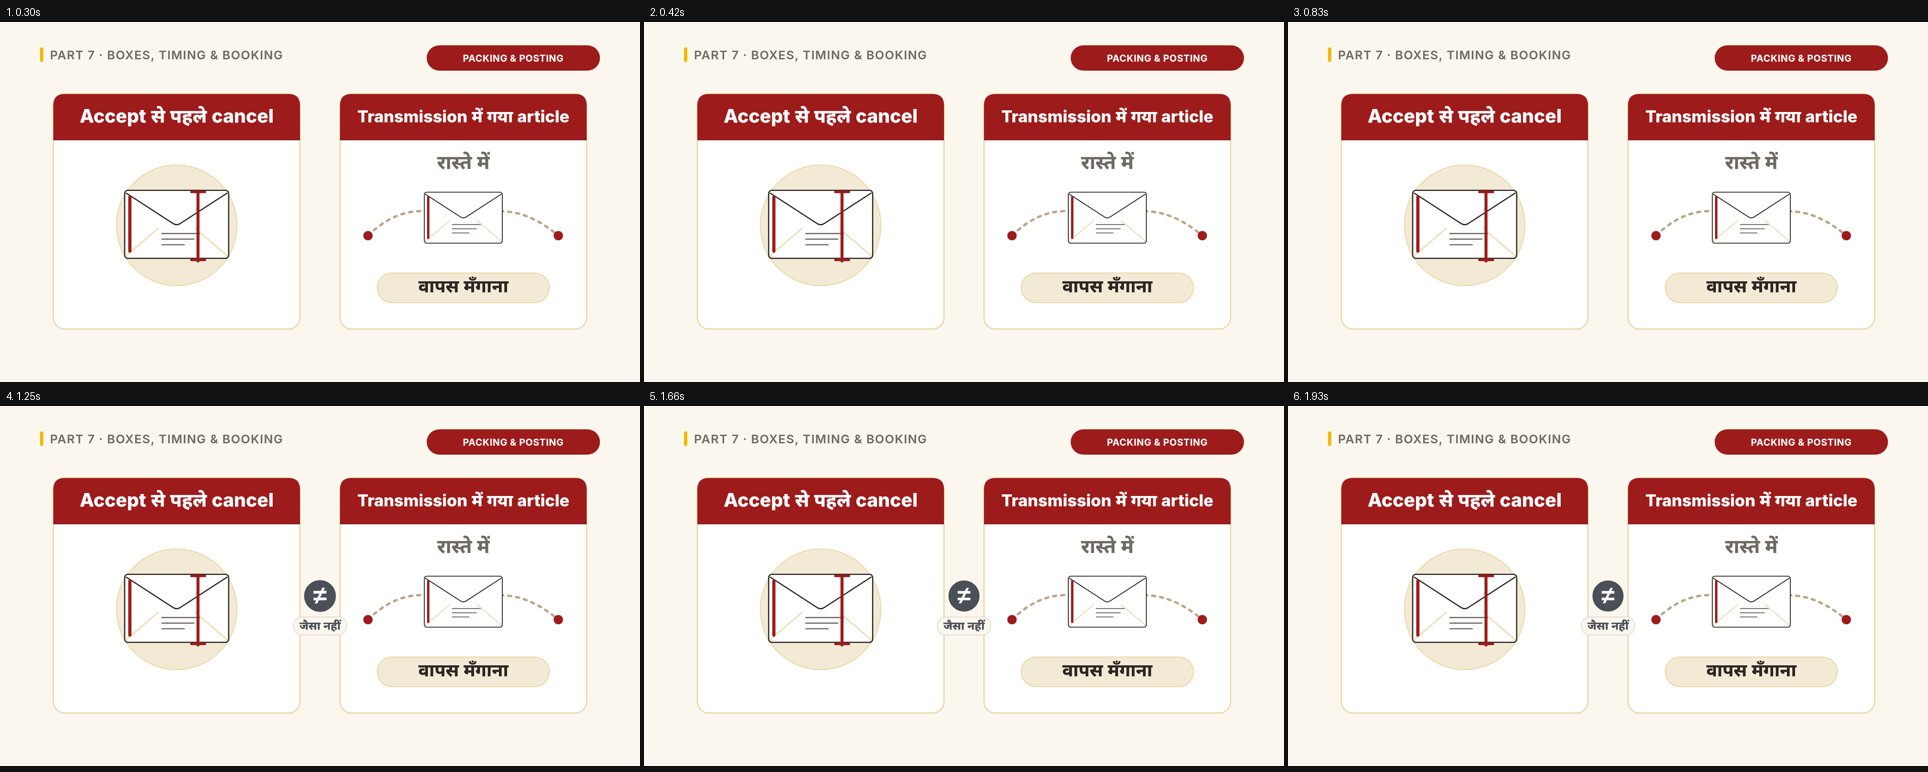 1. 0.30s
PART 7 · BOXES, TIMING & BOOKING
PACKING & POSTING
Accept से पहले cancel
Transmission में गया article
रास्ते में
वापस मँगाना
2. 0.42s
PART 7 · BOXES, TIMING & BOOKING
PACKING & POSTING
Accept से पहले cancel
Transmission में गया article
रास्ते में
वापस मँगाना
3. 0.83s
PART 7 · BOXES, TIMING & BOOKING
PACKING & POSTING
Accept से पहले cancel
Transmission में गया article
रास्ते में
वापस मँगाना
4. 1.25s
PART 7 · BOXES, TIMING & BOOKING
PACKING & POSTING
Accept से पहले cancel
Transmission में गया article
रास्ते में
≠
जैसा नहीं
वापस मँगाना
5. 1.66s
PART 7 · BOXES, TIMING & BOOKING
PACKING & POSTING
Accept से पहले cancel
Transmission में गया article
रास्ते में
≠
जैसा नहीं
वापस मँगाना
6. 1.93s
PART 7 · BOXES, TIMING & BOOKING
PACKING & POSTING
Accept से पहले cancel
Transmission में गया article
रास्ते में
≠
जैसा नहीं
वापस मँगाना